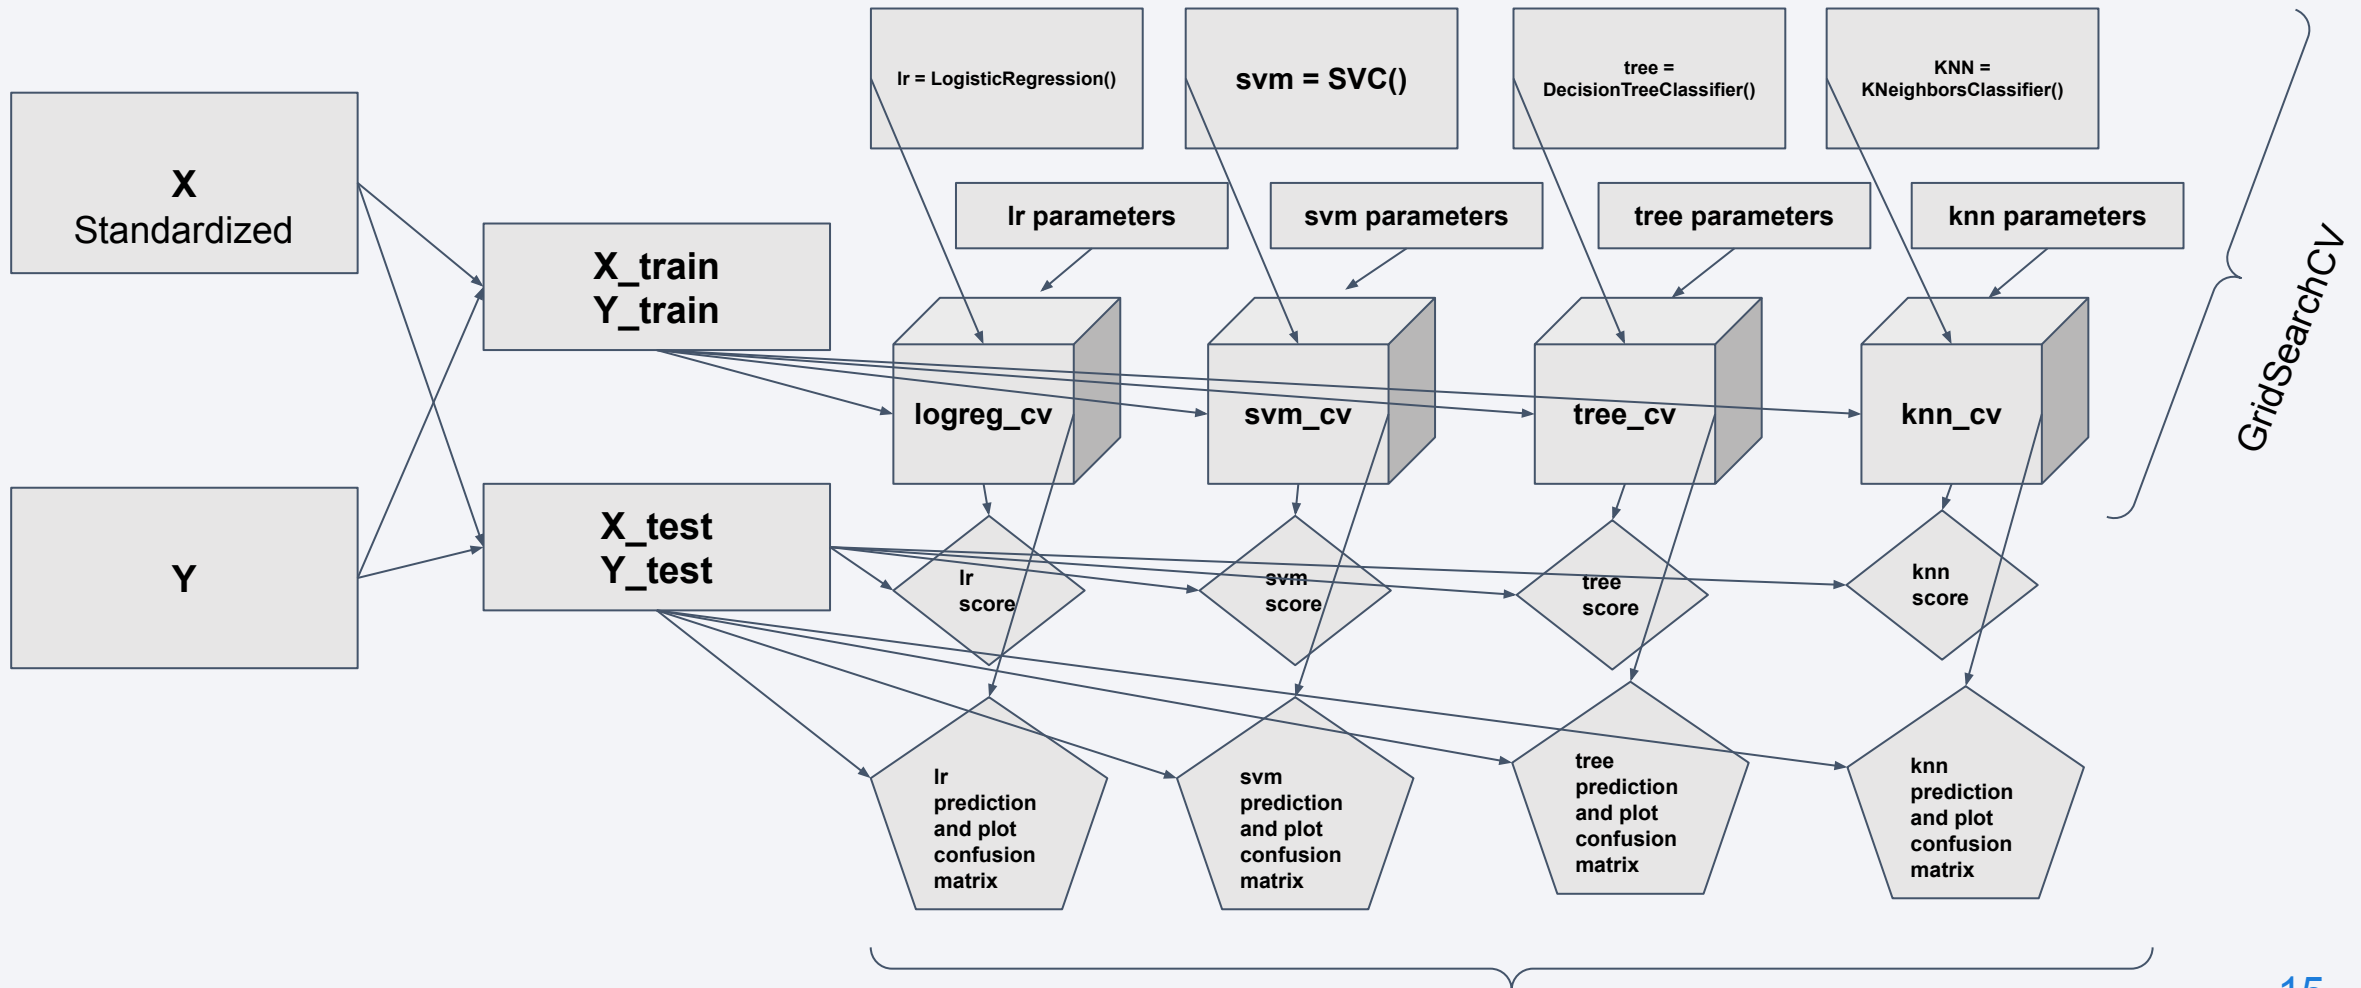 lr = LogisticRegression()
svm = SVC()
tree =
DecisionTreeClassifier()
KNN =
KNeighborsClassifier()
X
Standardized
lr parameters
svm parameters
tree parameters
knn parameters
X_train
Y_train
GridSearchCV
logreg_cv
svm_cv
tree_cv
knn_cv
Y
X_test
Y_test
lr
score
svm
score
tree
score
knn
score
lr
prediction
and plot
confusion
matrix
svm
prediction
and plot
confusion
matrix
tree
prediction
and plot
confusion
matrix
knn
prediction
and plot
confusion
matrix
15